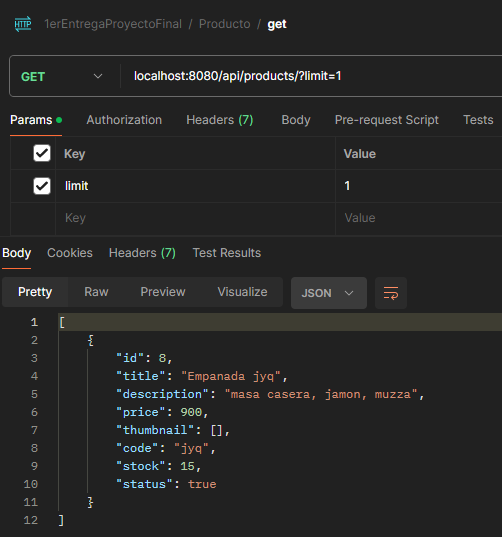 HTTP 1erEntregaProyectoFinal / Producto / get
GET localhost:8080/api/products/?limit=1
Params Authorization Headers (7) Body Pre-request Script Tests
Key Value
limit 1
Key Value
Body Cookies Headers (7) Test Results
Pretty Raw Preview Visualize JSON
1 [
2 {
3 "id": 8,
4 "title": "Empanada jyq",
5 "description": "masa casera, jamon, muzza",
6 "price": 900,
7 "thumbnail": [],
8 "code": "jyq",
9 "stock": 15,
10 "status": true
11 }
12 ]